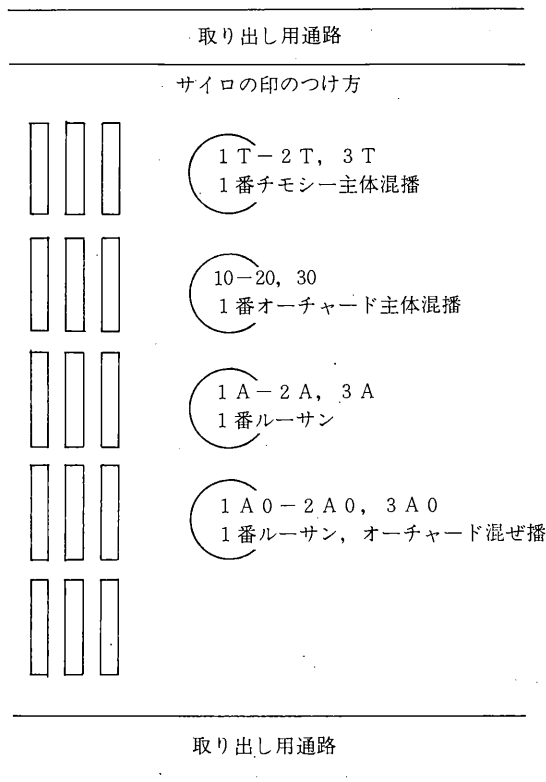 取り出し用通路
サイロの印のつけ方
1T-2T, 3T
1番チモシー主体混播
10-20, 30
1番オーチャード主体混播
1A-2A, 3A
1番ルーサン
1A0-2A0, 3A0
1番ルーサン, オーチャード混ぜ播
取り出し用通路